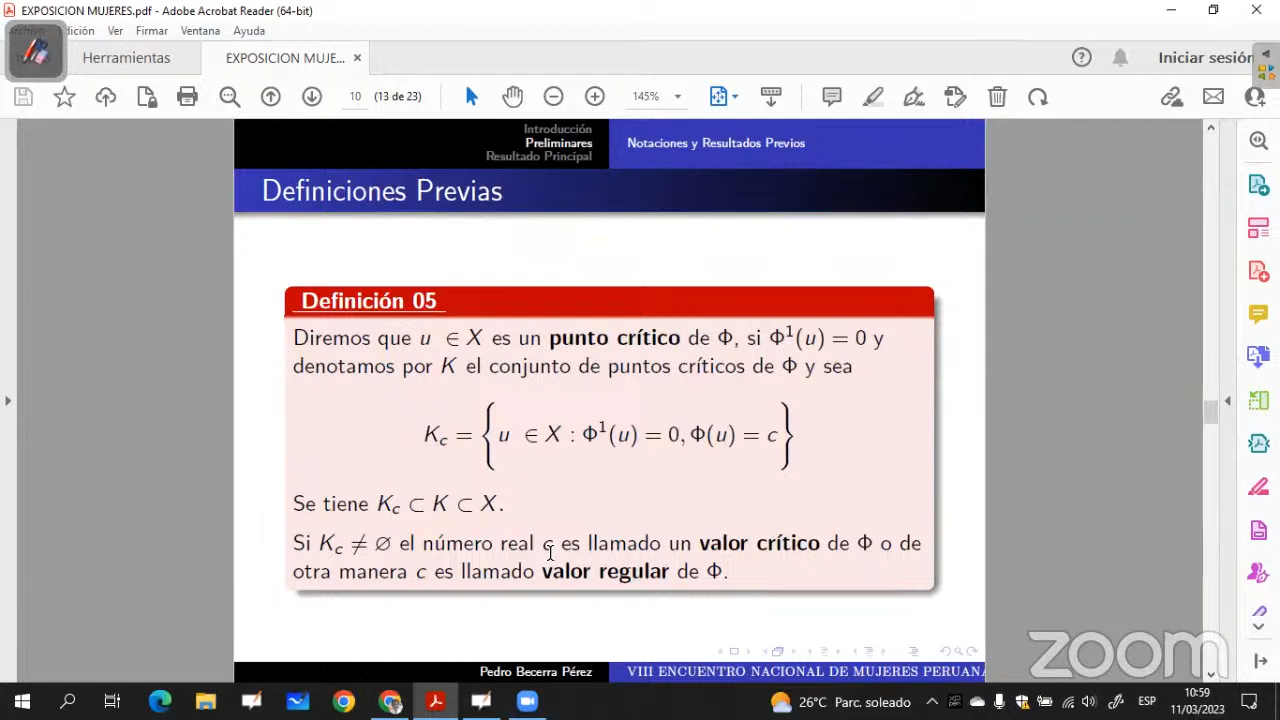 EXPOSICION MUJERES.pdf - Adobe Acrobat Reader (64-bit)
Ver Firmar Ventana Ayuda
Herramientas EXPOSICION MUJE... × Iniciar sesión
10 (13 de 23) 145%
Introducción
Preliminares
Resultado Principal
Notaciones y Resultados Previos
Definiciones Previas
Definición 05
Diremos que u ∈ X es un punto crítico de Φ, si Φ¹(u) = 0 y
denotamos por K el conjunto de puntos críticos de Φ y sea
K_c = { u ∈ X : Φ¹(u) = 0, Φ(u) = c }
Se tiene K_c ⊂ K ⊂ X.
Si K_c ≠ ∅ el número real c es llamado un valor crítico de Φ o de
otra manera c es llamado valor regular de Φ.
Pedro Becerra Pérez VIII ENCUENTRO NACIONAL DE MUJERES PERUANA
zoom
26°C Parc. soleado ESP 10:59
11/03/2023